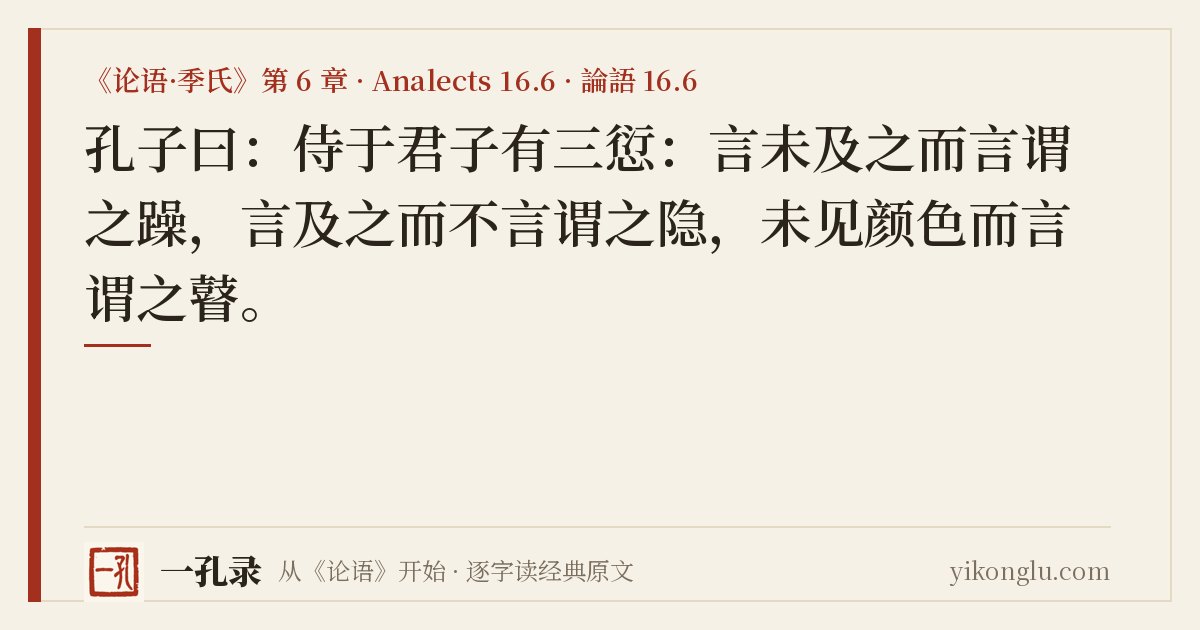 《论语·季氏》第 6 章 · Analects 16.6 · 論語 16.6
孔子曰：侍于君子有三愆：言未及之而言谓
之躁，言及之而不言谓之隐，未见颜色而言
谓之瞽。
一孔
一孔录 从《论语》开始 · 逐字读经典原文 yikonglu.com